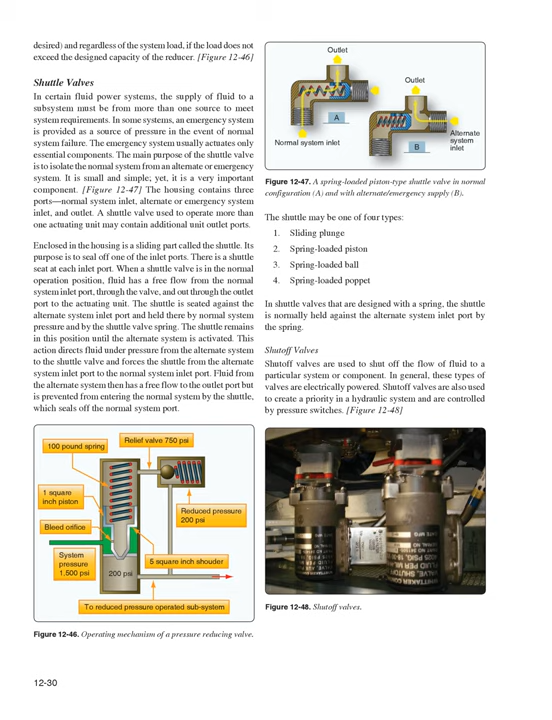 desired) and regardless of the system load, if the load does not
exceed the designed capacity of the reducer. [Figure 12-46]
Shuttle Valves
In certain fluid power systems, the supply of fluid to a
subsystem must be from more than one source to meet
system requirements. In some systems, an emergency system
is provided as a source of pressure in the event of normal
system failure. The emergency system usually actuates only
essential components. The main purpose of the shuttle valve
is to isolate the normal system from an alternate or emergency
system. It is small and simple; yet, it is a very important
component. [Figure 12-47] The housing contains three
ports—normal system inlet, alternate or emergency system
inlet, and outlet. A shuttle valve used to operate more than
one actuating unit may contain additional unit outlet ports.
Enclosed in the housing is a sliding part called the shuttle. Its
purpose is to seal off one of the inlet ports. There is a shuttle
seat at each inlet port. When a shuttle valve is in the normal
operation position, fluid has a free flow from the normal
system inlet port, through the valve, and out through the outlet
port to the actuating unit. The shuttle is seated against the
alternate system inlet port and held there by normal system
pressure and by the shuttle valve spring. The shuttle remains
in this position until the alternate system is activated. This
action directs fluid under pressure from the alternate system
to the shuttle valve and forces the shuttle from the alternate
system inlet port to the normal system inlet port. Fluid from
the alternate system then has a free flow to the outlet port but
is prevented from entering the normal system by the shuttle,
which seals off the normal system port.
100 pound spring
Relief valve 750 psi
1 square
inch piston
Bleed orifice
Reduced pressure
200 psi
System
pressure
1.500 psi
200 psi
5 square inch shouder
To reduced pressure operated sub-system
Figure 12-46. Operating mechanism of a pressure reducing valve.
Outlet
Outlet
A
Normal system inlet
B
Alternate
system
inlet
Figure 12-47. A spring-loaded piston-type shuttle valve in normal
configuration (A) and with alternate/emergency supply (B).
The shuttle may be one of four types:
1. Sliding plunge
2. Spring-loaded piston
3. Spring-loaded ball
4. Spring-loaded poppet
In shuttle valves that are designed with a spring, the shuttle
is normally held against the alternate system inlet port by
the spring.
Shutoff Valves
Shutoff valves are used to shut off the flow of fluid to a
particular system or component. In general, these types of
valves are electrically powered. Shutoff valves are also used
to create a priority in a hydraulic system and are controlled
by pressure switches. [Figure 12-48]
Figure 12-48. Shutoff valves.
12-30